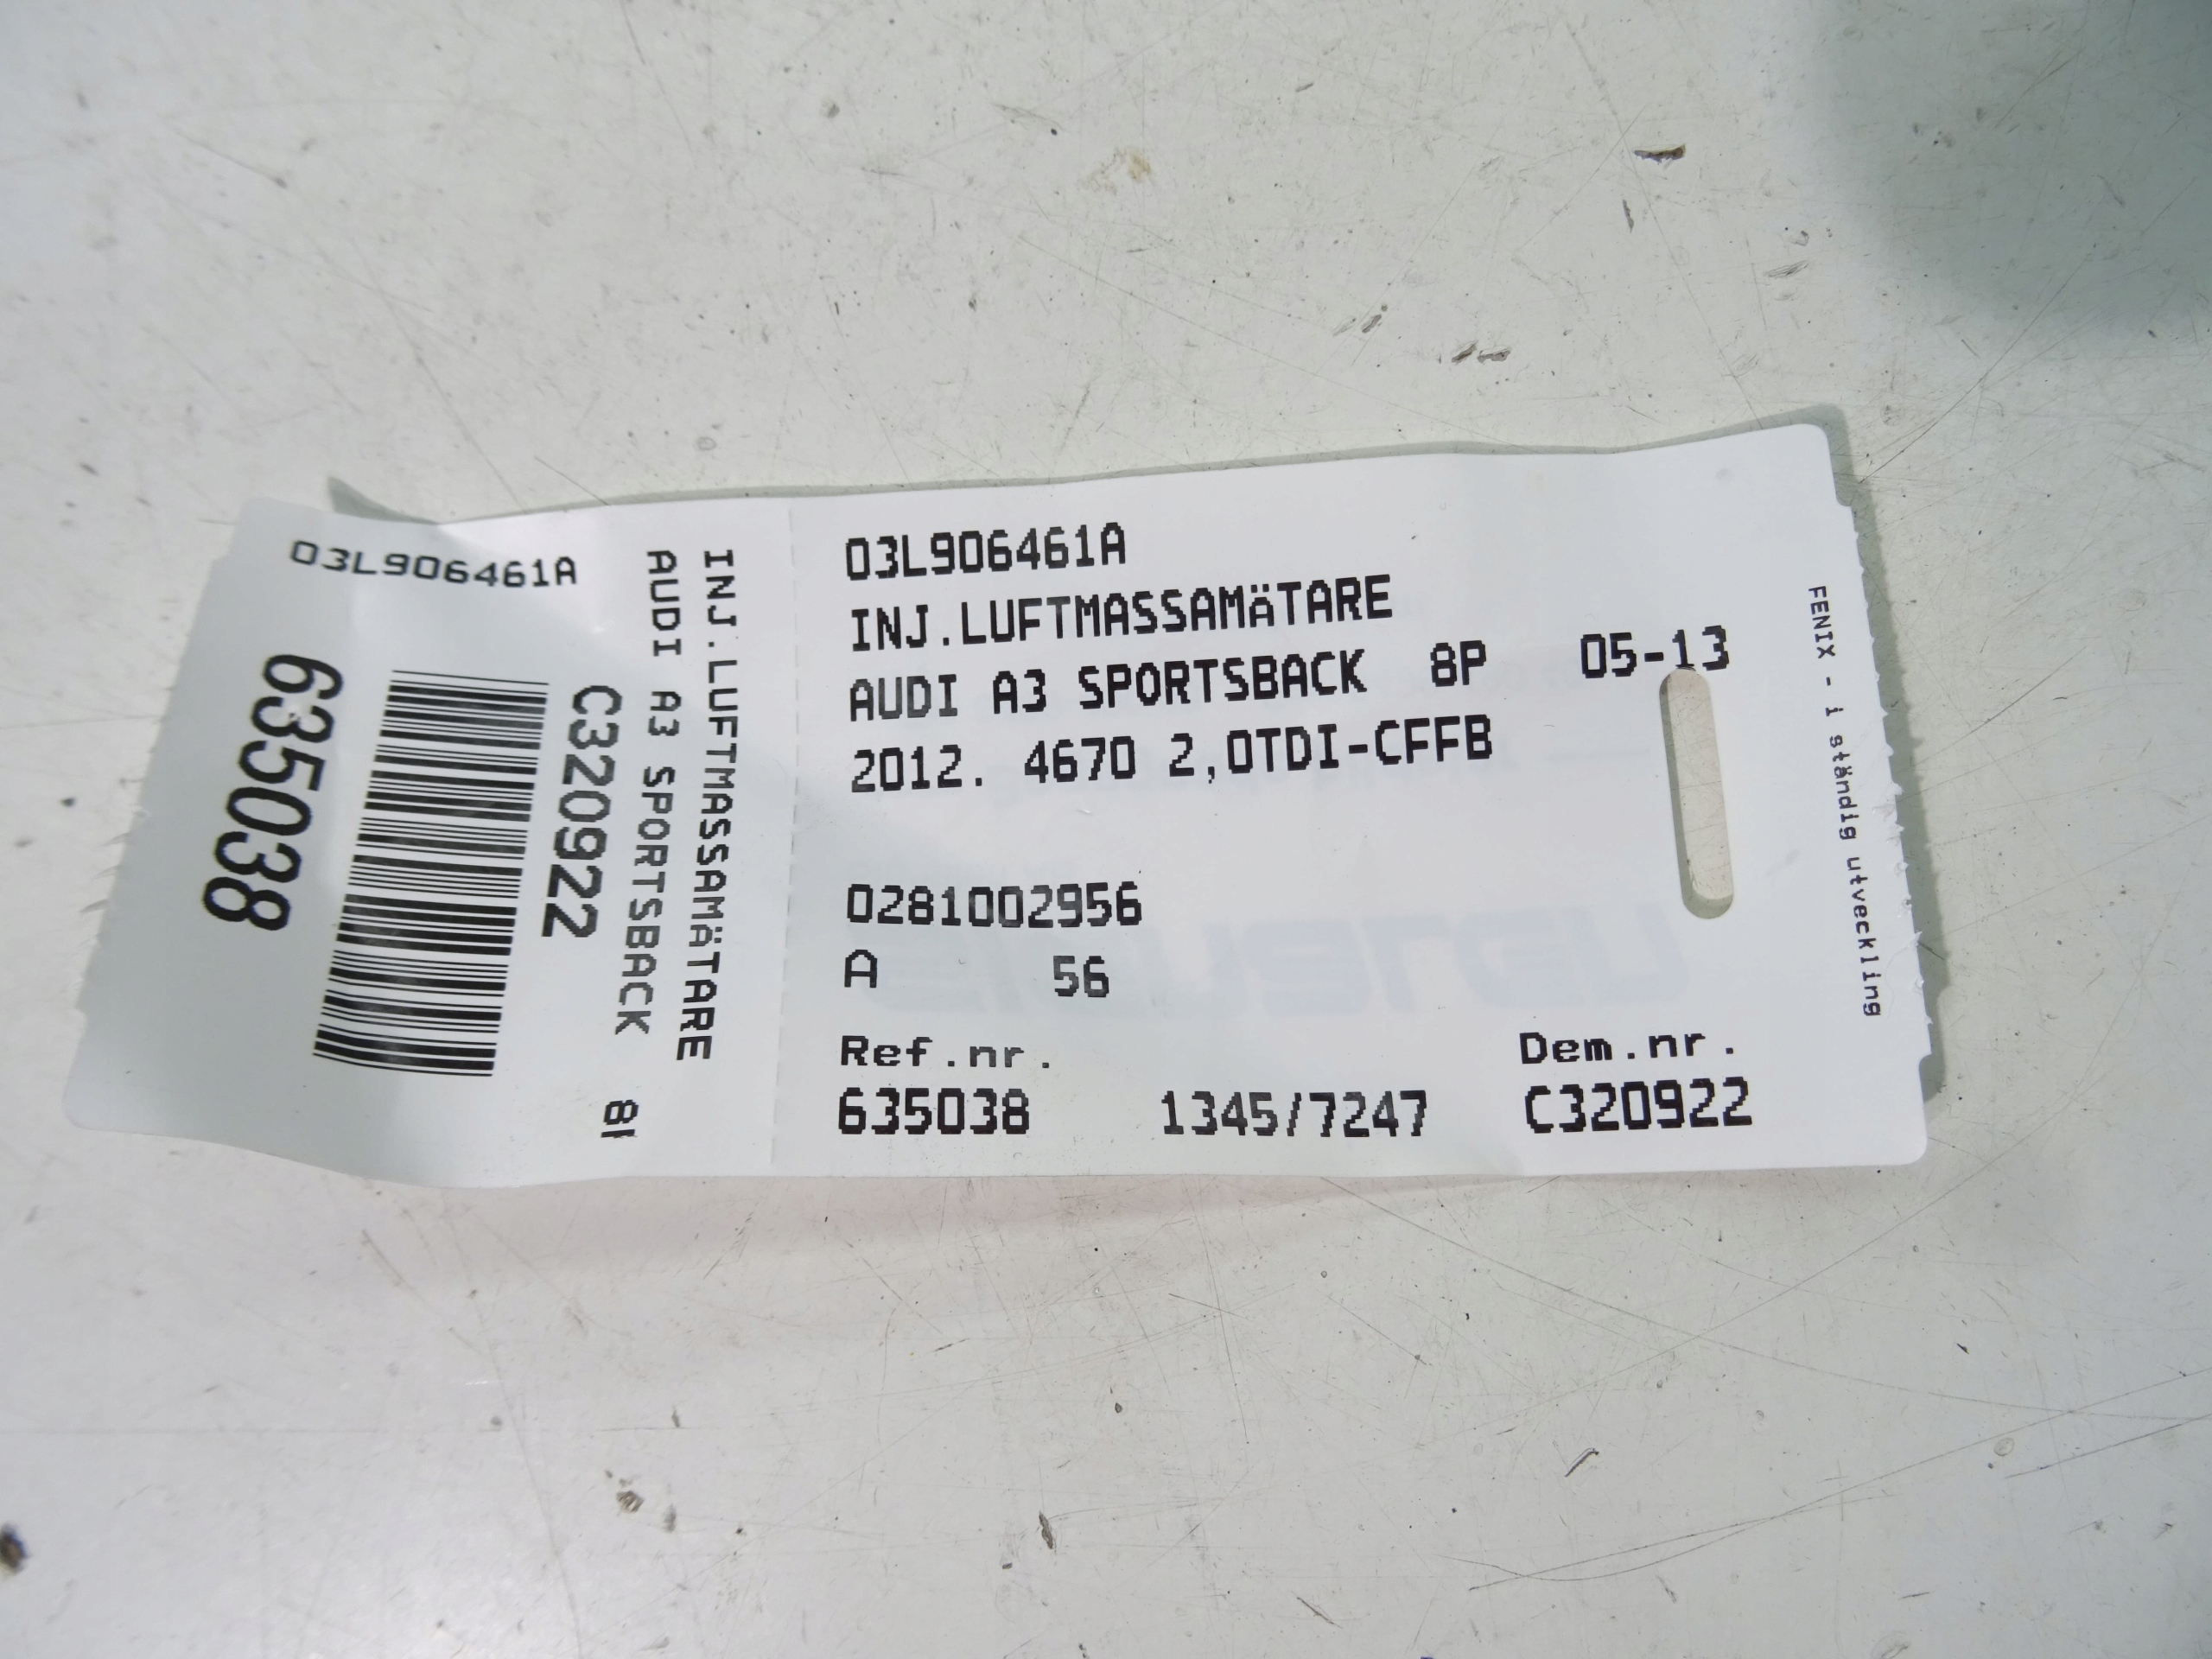 03L906461A
INJ.LUFTMASSAMäTARE
AUDI A3 SPORTSBACK 8P 05-13
2012. 4670 2,0TDI-CFFB
0281002956
A 56
Ref.nr. Dem.nr.
635038 1345/7247 C320922
FENIX - i ständig utveckling
03L906461A
INJ.LUFTMASSAMäTARE
AUDI A3 SPORTSBACK
C320922
635038